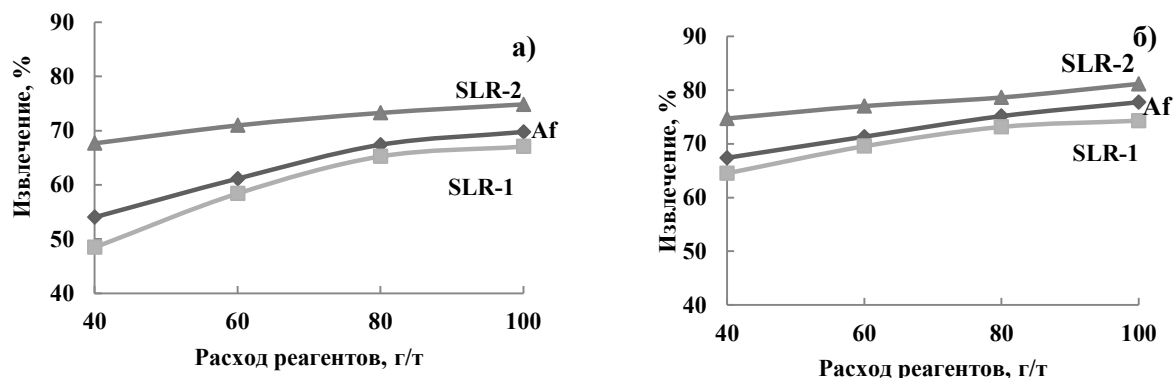 а)
Извлечение, %
90
80
70
60
50
40
SLR-2
Af
SLR-1
40 60 80 100
Расход реагентов, г/т
б)
Извлечение, %
90
80
70
60
50
40
SLR-2
Af
SLR-1
40 60 80 100
Расход реагентов, г/т